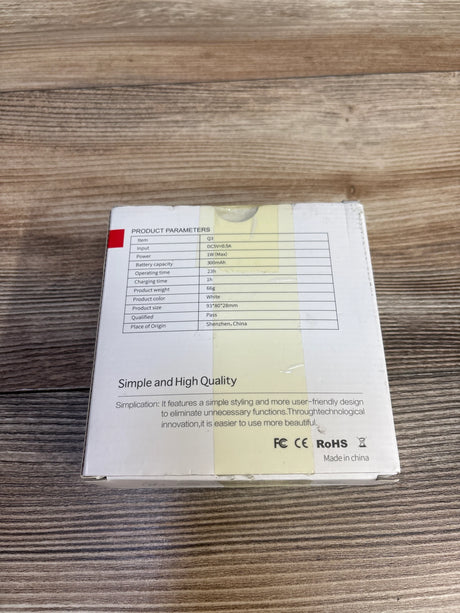 PRODUCT PARAMETERS
Item Q3
Input DC5V=0.5A
Power 1W(Max)
Battery capacity 300mAh
Operating time 23h
Charging time 1h
Product weight 66g
Product color White
Product size 93*80*28mm
Qualified Pass
Place of Origin Shenzhen, China
Simple and High Quality
Simplication: it features a simple styling and more user-friendly design
to eliminate unnecessary functions.Throughtechnological
innovation,it is easier to use more beautiful.
FC CE RoHS
Made in china